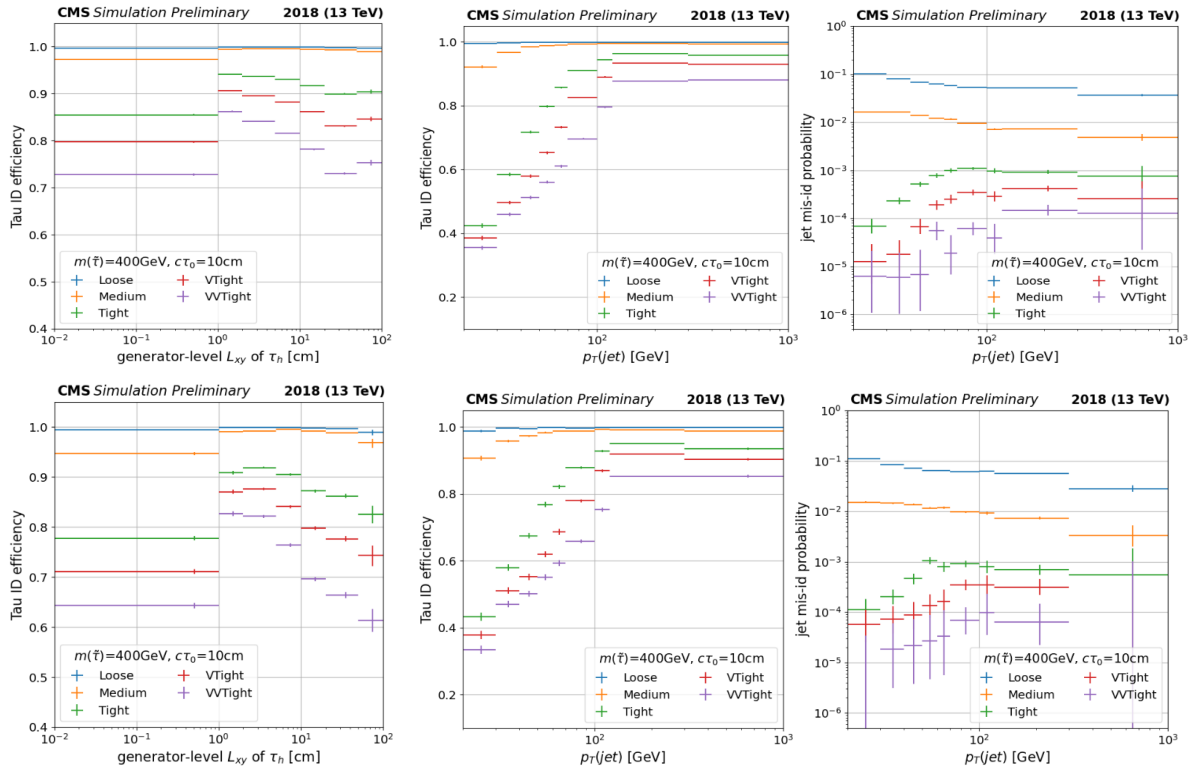 CMS Simulation Preliminary 2018 (13 TeV)
Tau ID efficiency
1.0
0.9
0.8
0.7
0.6
0.5
0.4
m(τ̃)=400GeV, cτ₀=10cm
Loose VTight
Medium VVTight
Tight
10⁻² 10⁻¹ 10⁰ 10¹ 10²
generator-level Lxy of τh [cm]
CMS Simulation Preliminary 2018 (13 TeV)
Tau ID efficiency
1.0
0.8
0.6
0.4
0.2
m(τ̃)=400GeV, cτ₀=10cm
Loose VTight
Medium VVTight
Tight
10² 10³
pT(jet) [GeV]
CMS Simulation Preliminary 2018 (13 TeV)
jet mis-id probability
10⁰
10⁻¹
10⁻²
10⁻³
10⁻⁴
10⁻⁵
10⁻⁶
m(τ̃)=400GeV, cτ₀=10cm
Loose VTight
Medium VVTight
Tight
10² 10³
pT(jet) [GeV]
CMS Simulation Preliminary 2018 (13 TeV)
Tau ID efficiency
1.0
0.9
0.8
0.7
0.6
0.5
0.4
m(τ̃)=400GeV, cτ₀=10cm
Loose VTight
Medium VVTight
Tight
10⁻² 10⁻¹ 10⁰ 10¹ 10²
generator-level Lxy of τh [cm]
CMS Simulation Preliminary 2018 (13 TeV)
Tau ID efficiency
1.0
0.8
0.6
0.4
0.2
m(τ̃)=400GeV, cτ₀=10cm
Loose VTight
Medium VVTight
Tight
10² 10³
pT(jet) [GeV]
CMS Simulation Preliminary 2018 (13 TeV)
jet mis-id probability
10⁰
10⁻¹
10⁻²
10⁻³
10⁻⁴
10⁻⁵
10⁻⁶
m(τ̃)=400GeV, cτ₀=10cm
Loose VTight
Medium VVTight
Tight
10² 10³
pT(jet) [GeV]